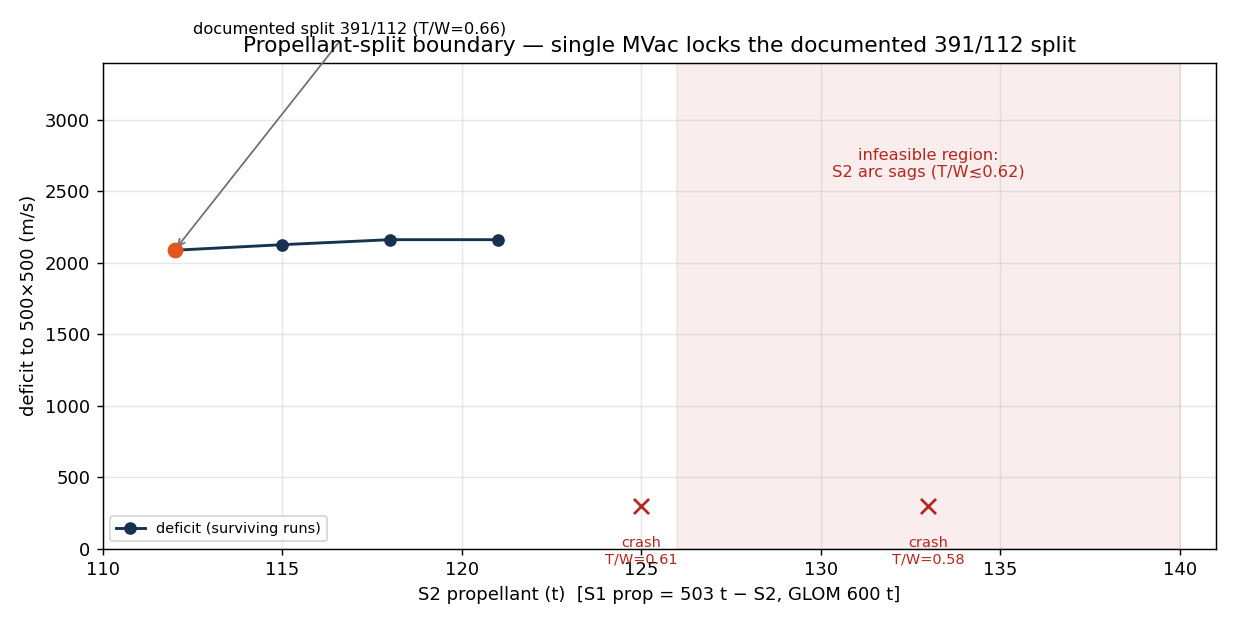 documented split 391/112 (T/W=0.66)
Propellant-split boundary — single MVac locks the documented 391/112 split
deficit to 500×500 (m/s)
3000
2500
2000
1500
1000
500
0
infeasible region:
S2 arc sags (T/W≲0.62)
deficit (surviving runs)
crash
T/W=0.61
crash
T/W=0.58
110
115
120
125
130
135
140
S2 propellant (t) [S1 prop = 503 t − S2, GLOM 600 t]